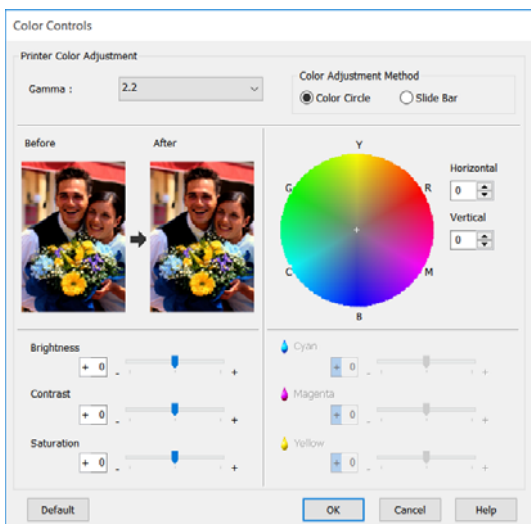 Color Controls
Printer Color Adjustment
Gamma :
2.2
Color Adjustment Method
Color Circle
Slide Bar
Before
After
Y
G
R
C
M
B
Horizontal
0
Vertical
0
Brightness
+ 0
- +
Contrast
+ 0
- +
Saturation
+ 0
- +
Cyan
+ 0
- +
Magenta
+ 0
- +
Yellow
+ 0
- +
Default
OK
Cancel
Help